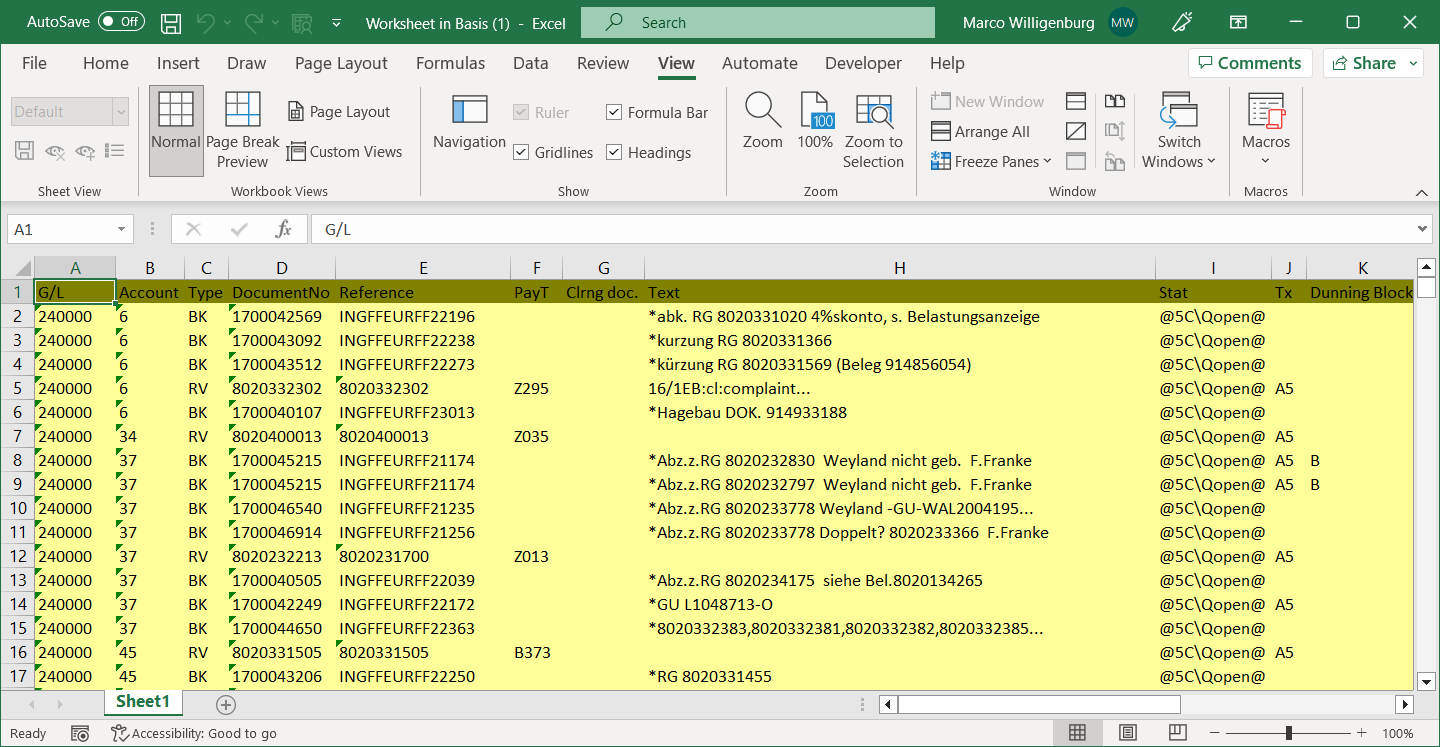 AutoSave Off Worksheet in Basis (1) - Excel Search Marco Willigenburg MW
File Home Insert Draw Page Layout Formulas Data Review View Automate Developer Help Comments Share
Default Normal Page Break Preview Page Layout Custom Views Navigation Ruler Formula Bar Gridlines Headings Zoom 100 100% Zoom to Selection New Window Arrange All Freeze Panes Switch Windows Macros
Sheet View Workbook Views Show Zoom Window Macros
A1 fx G/L
A B C D E F G H I J K
1 G/L Account Type DocumentNo Reference PayT Clrng doc. Text Stat Tx Dunning Block
2 240000 6 BK 1700042569 INGFFEURFF22196 *abk. RG 8020331020 4%skonto, s. Belastungsanzeige @5C\Qopen@
3 240000 6 BK 1700043092 INGFFEURFF22238 *kurzung RG 8020331366 @5C\Qopen@
4 240000 6 BK 1700043512 INGFFEURFF22273 *kürzung RG 8020331569 (Beleg 914856054) @5C\Qopen@
5 240000 6 RV 8020332302 8020332302 Z295 16/1EB:cl:complaint... @5C\Qopen@ A5
6 240000 6 BK 1700040107 INGFFEURFF23013 *Hagebau DOK. 914933188 @5C\Qopen@
7 240000 34 RV 8020400013 8020400013 Z035 @5C\Qopen@ A5
8 240000 37 BK 1700045215 INGFFEURFF21174 *Abz.z.RG 8020232830 Weyland nicht geb. F.Franke @5C\Qopen@ A5 B
9 240000 37 BK 1700045215 INGFFEURFF21174 *Abz.z.RG 8020232797 Weyland nicht geb. F.Franke @5C\Qopen@ A5 B
10 240000 37 BK 1700046540 INGFFEURFF21235 *Abz.z.RG 8020233778 Weyland -GU-WAL2004195... @5C\Qopen@
11 240000 37 BK 1700046914 INGFFEURFF21256 *Abz.z.RG 8020233778 Doppelt? 8020233366 F.Franke @5C\Qopen@
12 240000 37 RV 8020232213 8020231700 Z013 @5C\Qopen@ A5
13 240000 37 BK 1700040505 INGFFEURFF22039 *Abz.z.RG 8020234175 siehe Bel.8020134265 @5C\Qopen@
14 240000 37 BK 1700042249 INGFFEURFF22172 *GU L1048713-O @5C\Qopen@ A5
15 240000 37 BK 1700044650 INGFFEURFF22363 *8020332383,8020332381,8020332382,8020332385... @5C\Qopen@
16 240000 45 RV 8020331505 8020331505 B373 @5C\Qopen@ A5
17 240000 45 BK 1700043206 INGFFEURFF22250 *RG 8020331455 @5C\Qopen@
Sheet1
Ready Accessibility: Good to go 100%